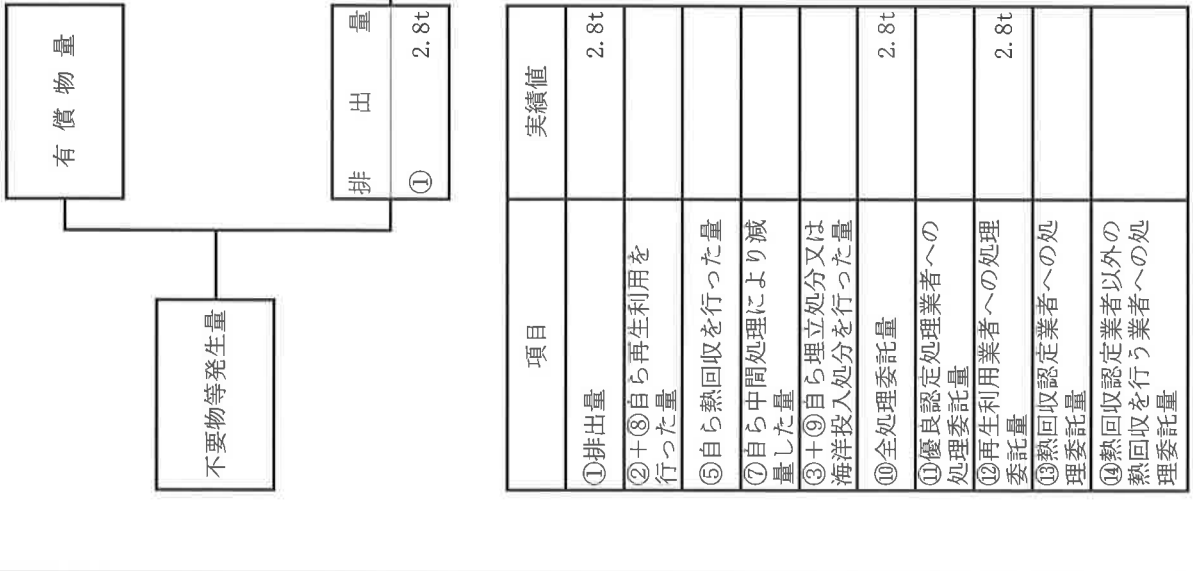 有償物量
排出量
① 2.8t
不要物等発生量
項目 実績値
①排出量 2.8t
②+⑧自ら再生利用を
行った量
⑤自ら熱回収を行った量
⑦自ら中間処理により減
量した量
③+⑨自ら埋立処分又は
海洋投入処分を行った量
⑩全処理委託量 2.8t
⑪優良認定処理業者への
処理委託量
⑫再生利用業者への処理
委託量 2.8t
⑬熱回収認定業者への処
理委託量
⑭熱回収認定業者以外の
熱回収を行う業者への処
理委託量